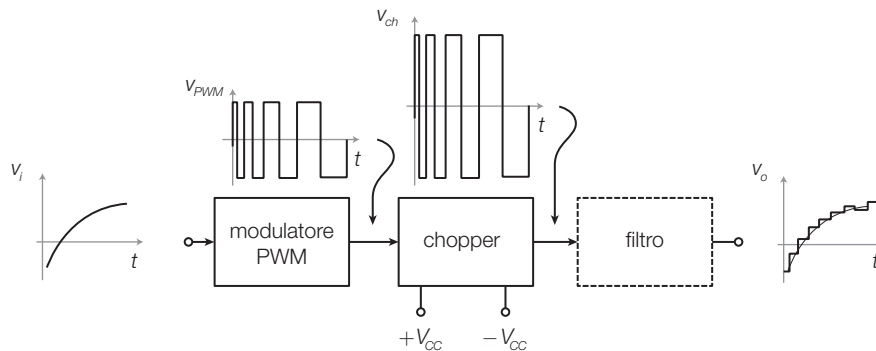 v_ch
v_PWM
t
t
v_i
t
modulatore
PWM
chopper
filtro
v_o
t
+V_CC
−V_CC